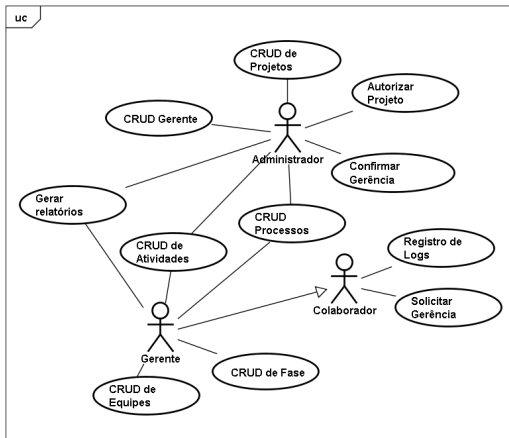 uc
CRUD de
Projetos
Autorizar
Projeto
CRUD Gerente
Administrador
Confirmar
Gerência
Gerar
relatórios
CRUD
Processos
CRUD de
Atividades
Registro de
Logs
Colaborador
Solicitar
Gerência
Gerente
CRUD de Fase
CRUD de
Equipes